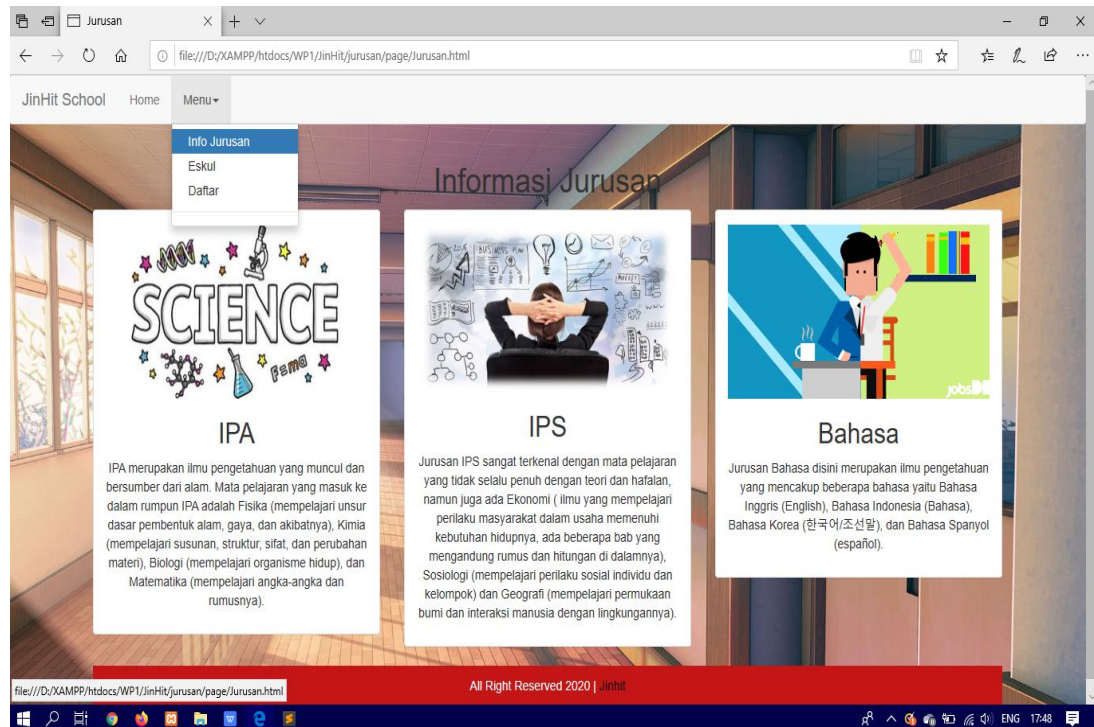 Jurusan
file:///D:/XAMPP/htdocs/WP1/JinHit/jurusan/page/Jurusan.html
JinHit School Home Menu
Info Jurusan
Eskul
Daftar
Informasi Jurusan
SCIENCE
F=ma
IPA
IPA merupakan ilmu pengetahuan yang muncul dan
bersumber dari alam. Mata pelajaran yang masuk ke
dalam rumpun IPA adalah Fisika (mempelajari unsur
dasar pembentuk alam, gaya, dan akibatnya), Kimia
(mempelajari susunan, struktur, sifat, dan perubahan
materi), Biologi (mempelajari organisme hidup), dan
Matematika (mempelajari angka-angka dan
rumusnya).
IPS
Jurusan IPS sangat terkenal dengan mata pelajaran
yang tidak selalu penuh dengan teori dan hafalan,
namun juga ada Ekonomi ( ilmu yang mempelajari
perilaku masyarakat dalam usaha memenuhi
kebutuhan hidupnya, ada beberapa bab yang
mengandung rumus dan hitungan di dalamnya),
Sosiologi (mempelajari perilaku sosial individu dan
kelompok) dan Geografi (mempelajari permukaan
bumi dan interaksi manusia dengan lingkungannya).
jobs
Bahasa
Jurusan Bahasa disini merupakan ilmu pengetahuan
yang mencakup beberapa bahasa yaitu Bahasa
Inggris (English), Bahasa Indonesia (Bahasa),
Bahasa Korea (한국어/조선말), dan Bahasa Spanyol
(español).
All Right Reserved 2020 | Jinhit
file:///D:/XAMPP/htdocs/WP1/JinHit/jurusan/page/Jurusan.html
ENG 17:48